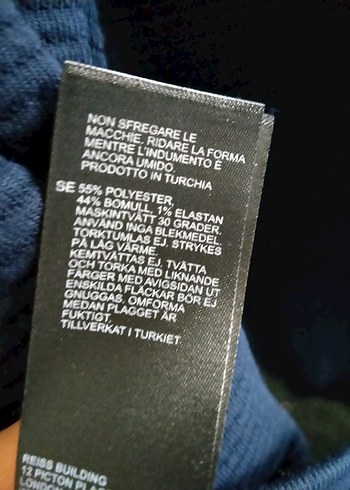 NON SFREGARE LE
MACCHIE. RIDARE LA FORMA
MENTRE L'INDUMENTO È
ANCORA UMIDO.
PRODOTTO IN TURCHIA
SE 55% POLYESTER,
44% BOMULL, 1% ELASTAN
MASKINTVÄTT 30 GRADER.
ANVÄND INGA BLEKMEDEL.
TORKTUMLAS EJ. STRYKES
PÅ LÅG VÄRME.
KEMTVÄTTAS EJ. TVÄTTA
OCH TORKA MED LIKNANDE
FÄRGER MED AVIGSIDAN UT.
ENSKILDA FLÄCKAR BÖR EJ
GNUGGAS. OMFORMA
MEDAN PLAGGET ÄR
FUKTIGT.
TILLVERKAT I TURKIET
REISS BUILDING
12 PICTON PLA
LONDON